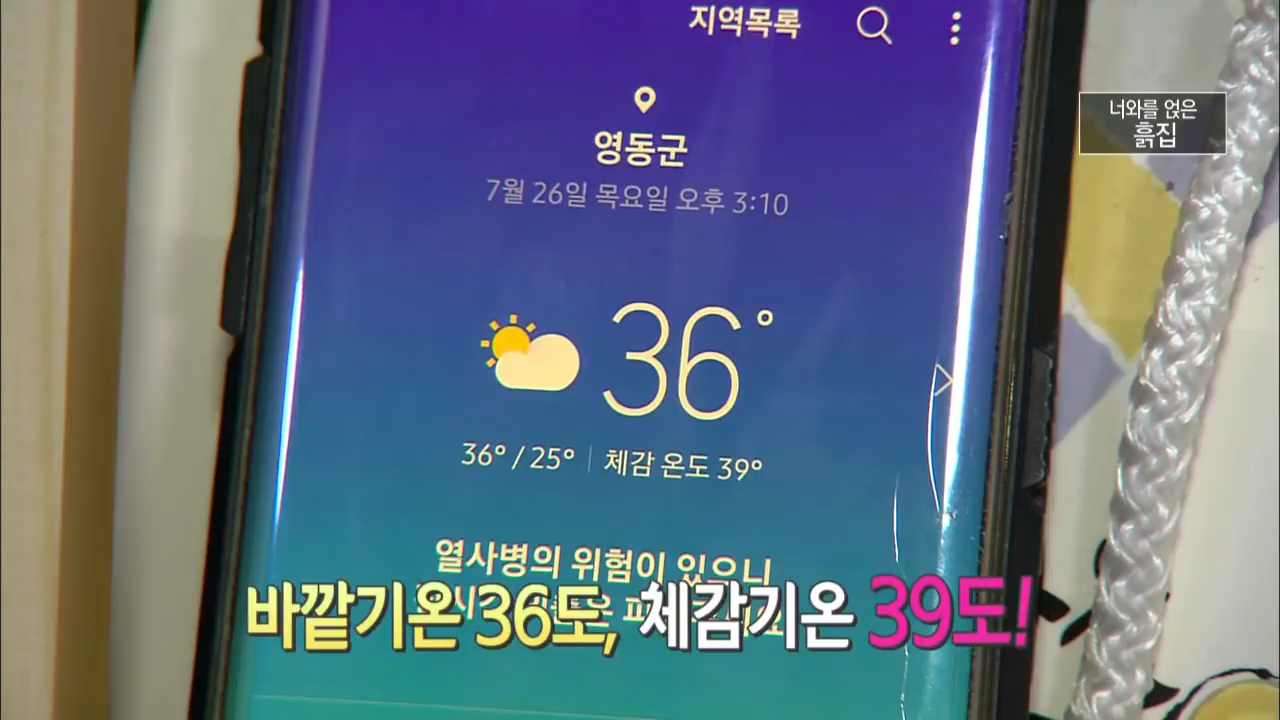 지역목록
너와를 얹은
흙집
영동군
7월 26일 목요일 오후 3:10
36°
36° / 25° | 체감 온도 39°
열사병의 위험이 있으니
바깥기온 36도, 체감기온 39도!